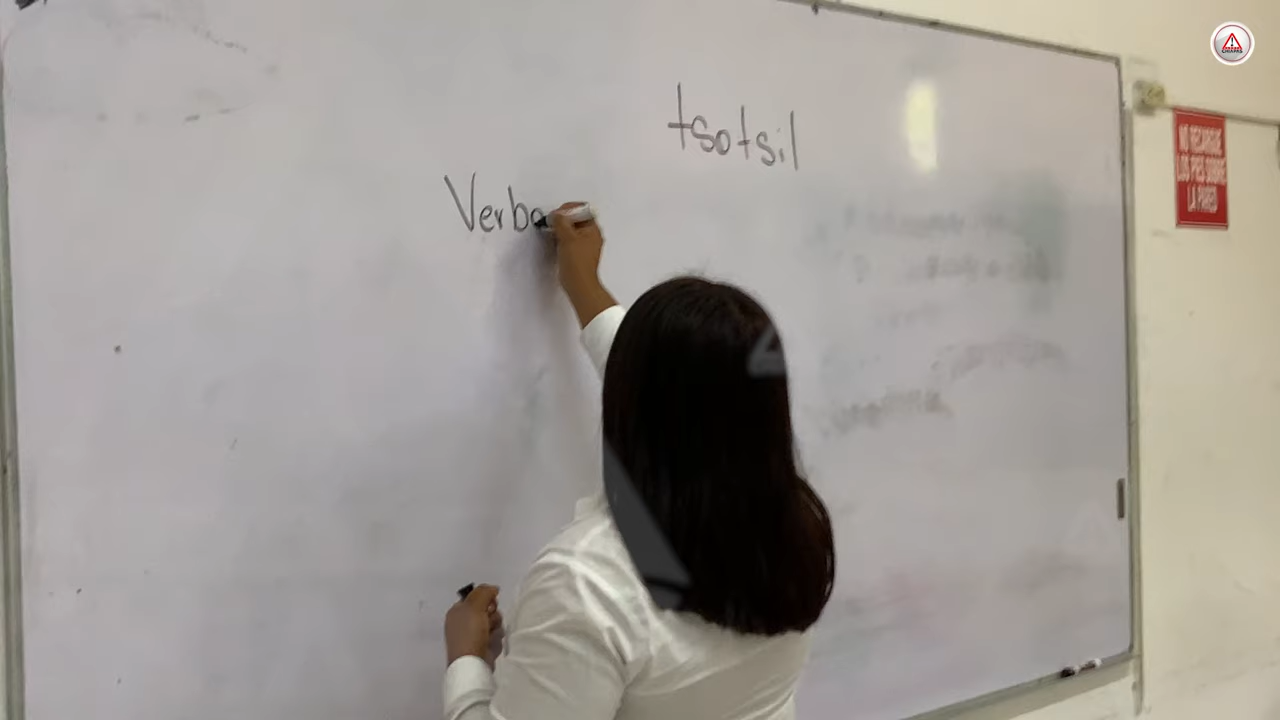 tsotsil
Verbo
NO RECARGUE
LOS PIES SOBRE
LA PARED